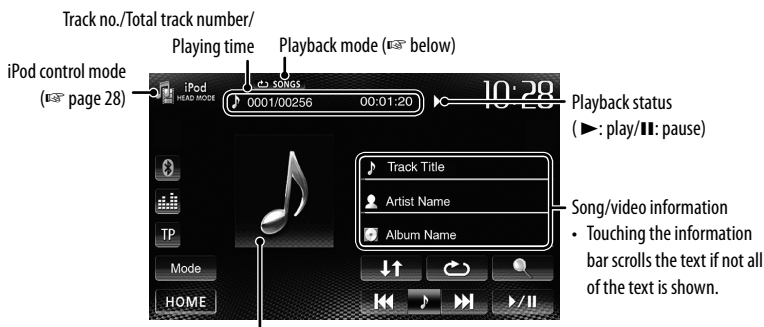 Track no./Total track number/
Playing time
Playback mode (☞ below)
iPod control mode
(☞ page 28)
iPod
HEAD MODE
SONGS
0001/00256 00:01:20
10:28
Playback status
( ►: play/⏸: pause)
Track Title
Artist Name
Album Name
Song/video information
• Touching the information
bar scrolls the text if not all
of the text is shown.
TP
Mode
HOME